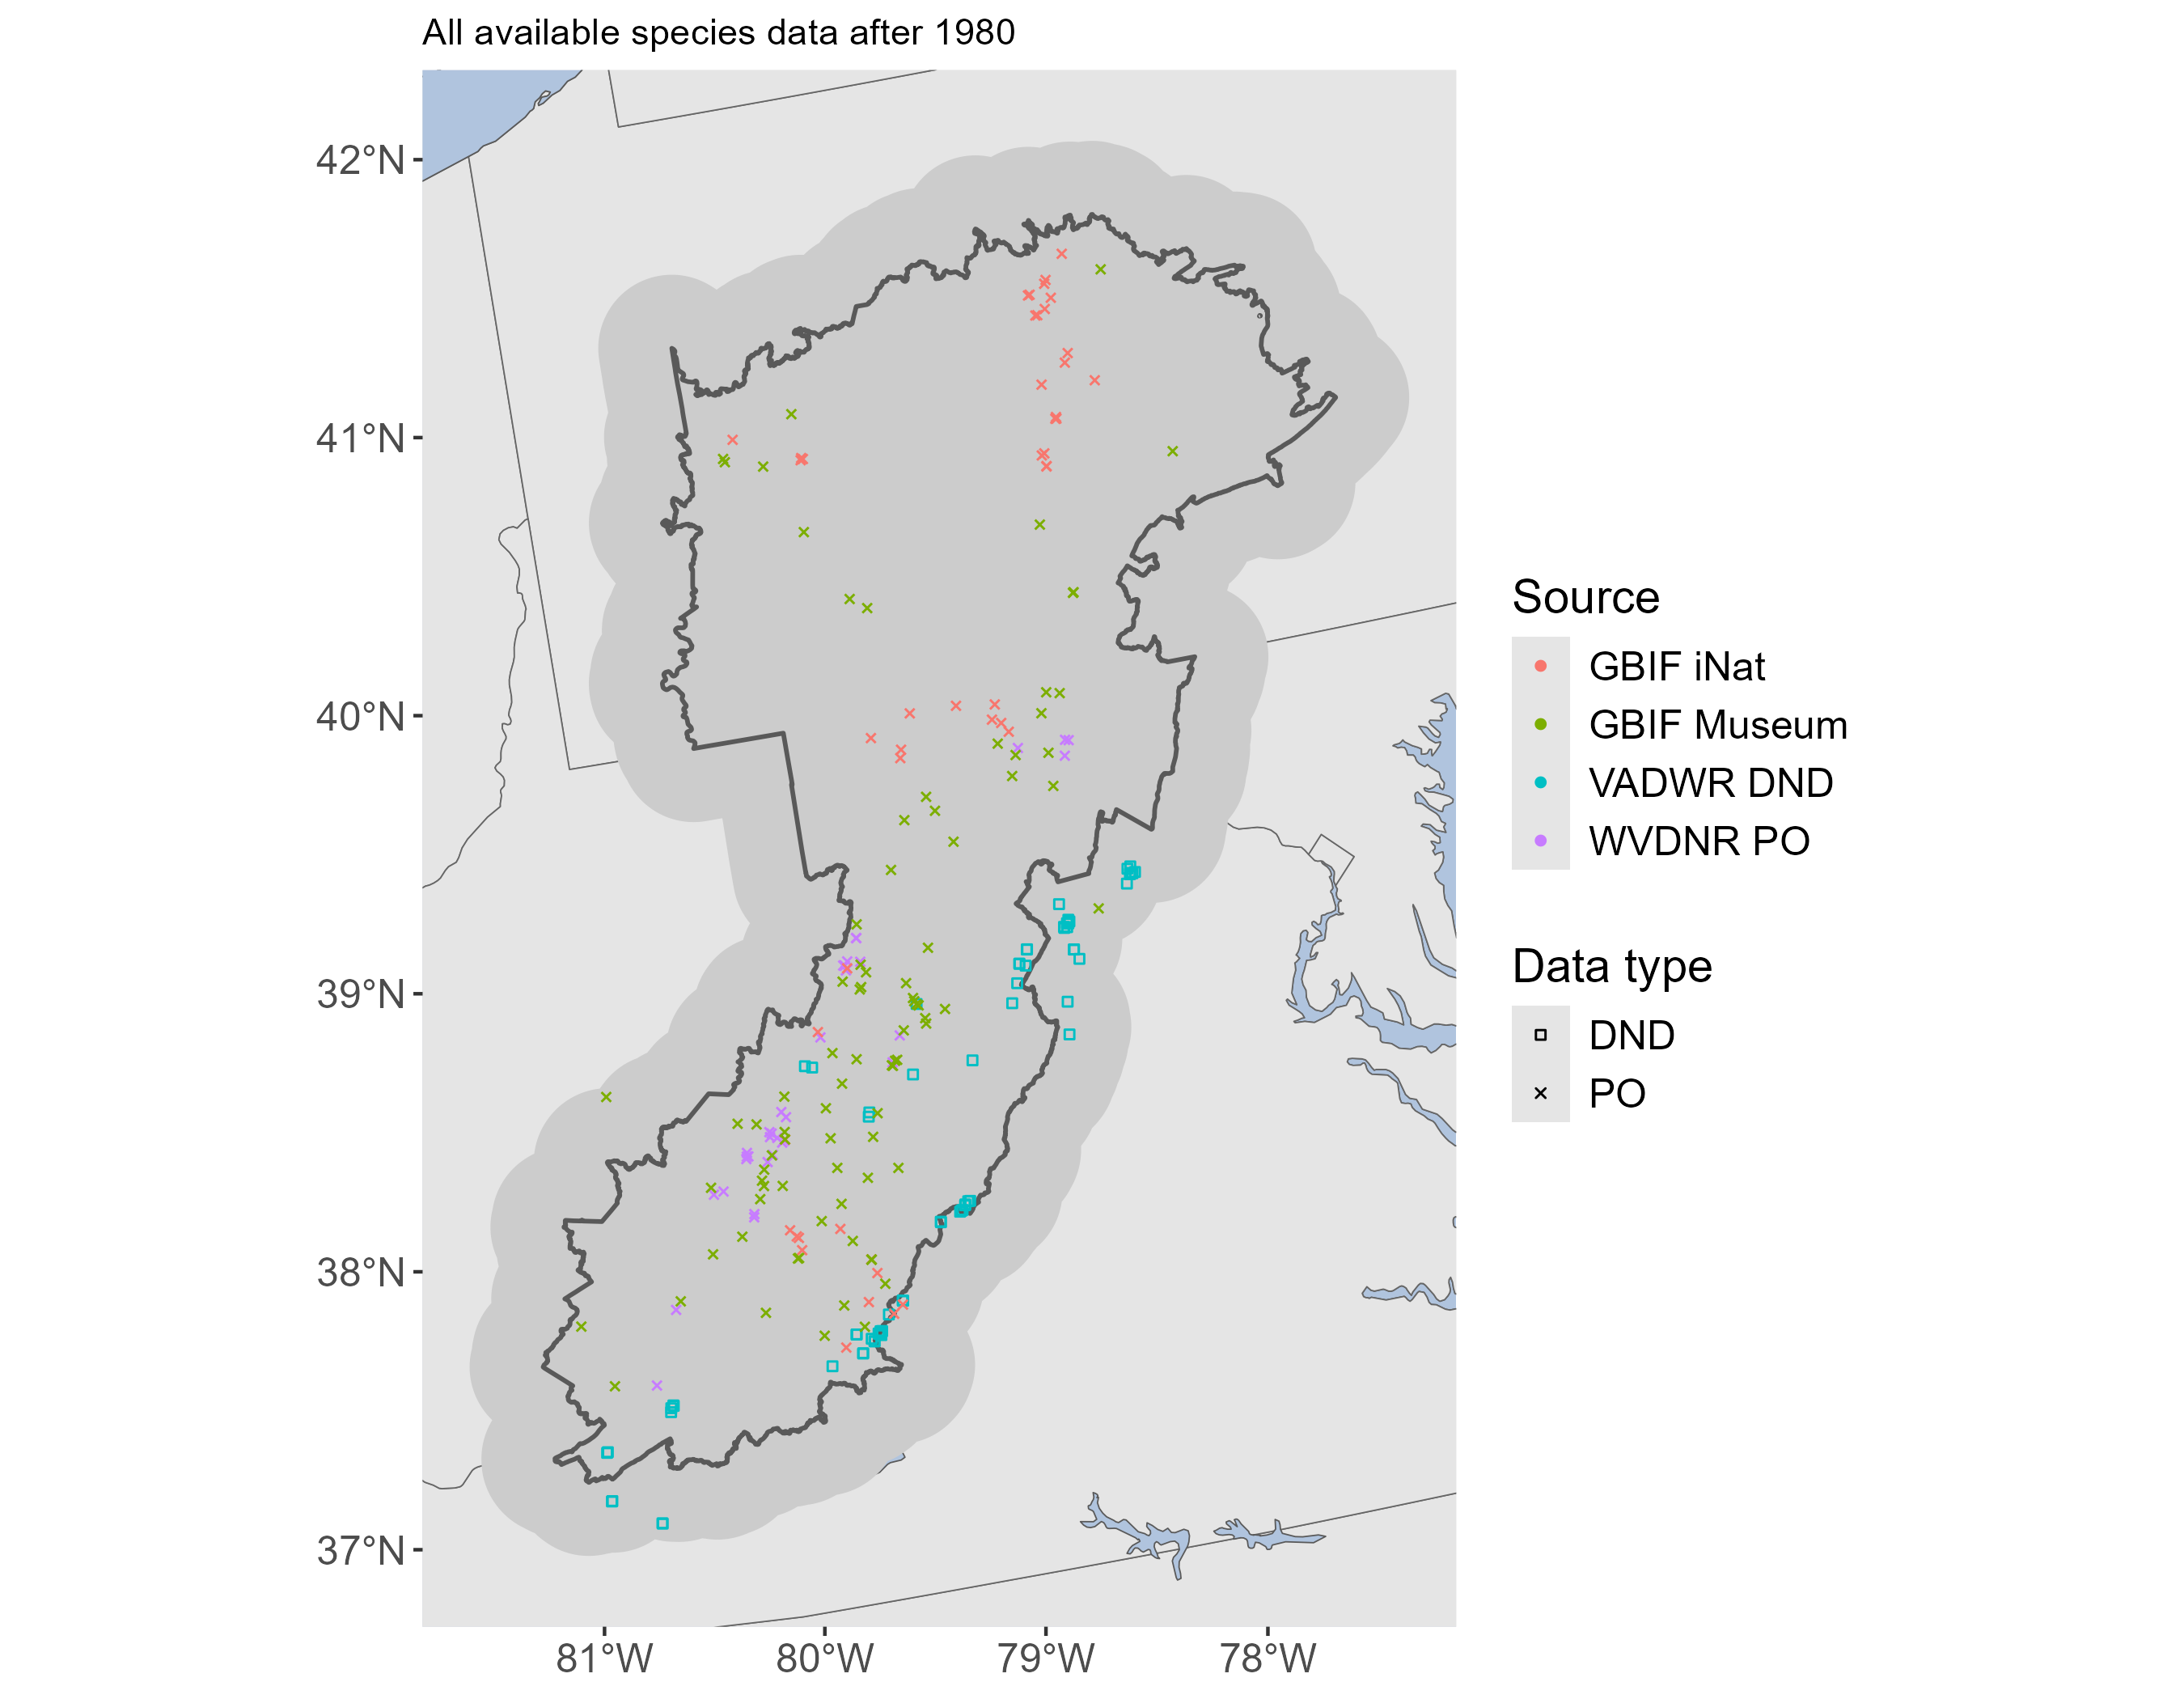 All available species data after 1980
42°N
41°N
40°N
39°N
38°N
37°N
81°W
80°W
79°W
78°W
Source
GBIF iNat
GBIF Museum
VADWR DND
WVDNR PO
Data type
DND
PO